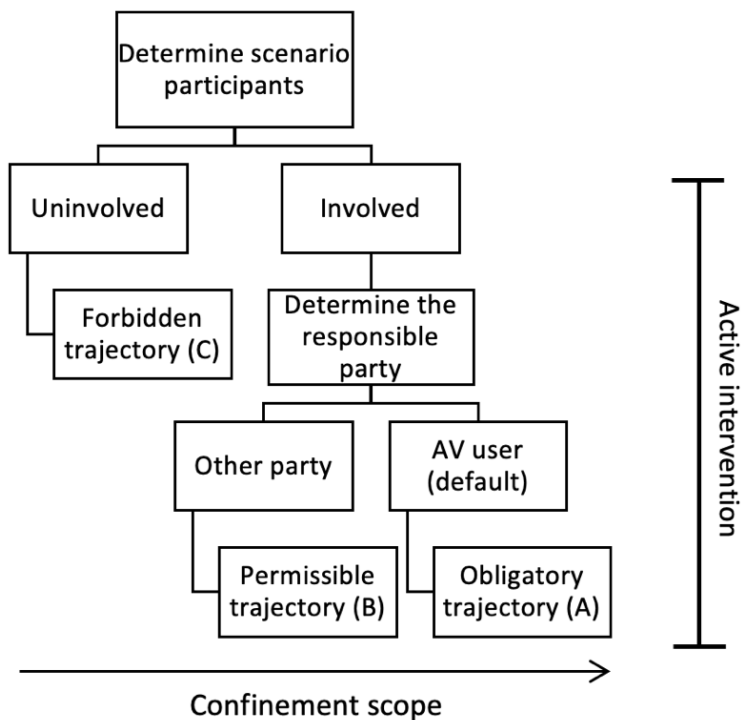 Determine scenario
participants
Uninvolved
Involved
Forbidden
trajectory (C)
Determine the
responsible
party
Other party
AV user
(default)
Permissible
trajectory (B)
Obligatory
trajectory (A)
Active intervention
Confinement scope